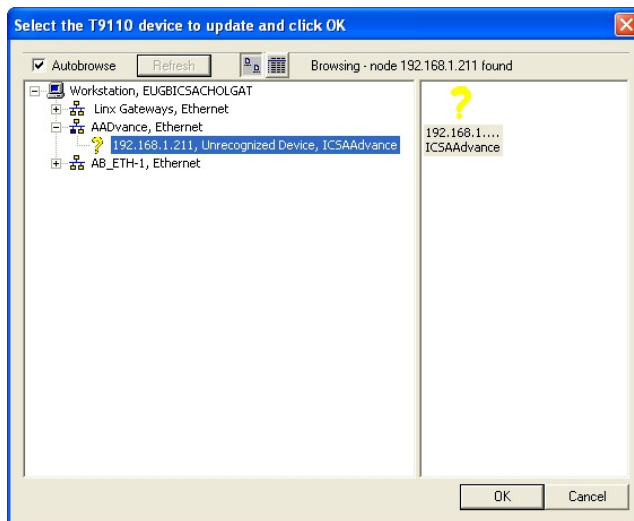 Select the T9110 device to update and click OK
Autobrowse Refresh Browsing - node 192.168.1.211 found
Workstation, EUGBICSACHOLGAT
Linx Gateways, Ethernet
AADvance, Ethernet
192.168.1.211, Unrecognized Device, ICSAAdvance
AB_ETH-1, Ethernet
192.168.1....
ICSAAdvance
OK Cancel